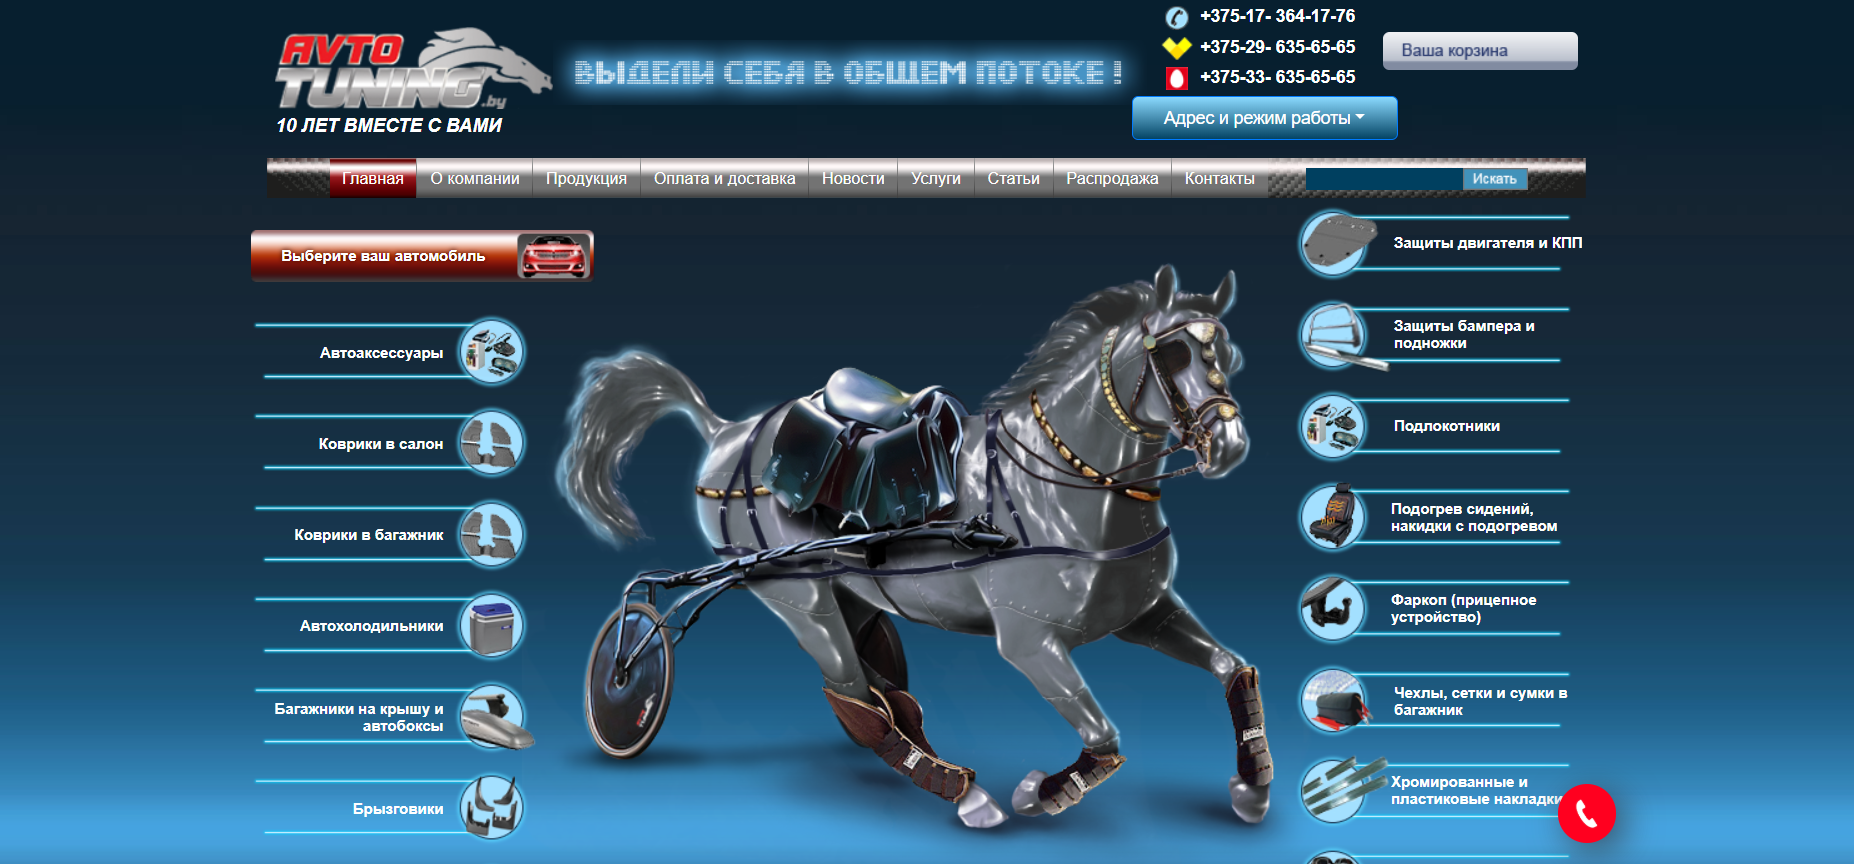 AVTO
TUNING.by
10 ЛЕТ ВМЕСТЕ С ВАМИ
ВЫДЕЛИ СЕБЯ В ОБЩЕМ ПОТОКЕ !
+375-17- 364-17-76
+375-29- 635-65-65
+375-33- 635-65-65
Ваша корзина
Адрес и режим работы
Главная
О компании
Продукция
Оплата и доставка
Новости
Услуги
Статьи
Распродажа
Контакты
Искать
Выберите ваш автомобиль
Автоаксессуары
Коврики в салон
Коврики в багажник
Автохолодильники
Багажники на крышу и
автобоксы
Брызговики
Защиты двигателя и КПП
Защиты бампера и
подножки
Подлокотники
Подогрев сидений,
накидки с подогревом
Фаркоп (прицепное
устройство)
Чехлы, сетки и сумки в
багажник
Хромированные и
пластиковые накладки